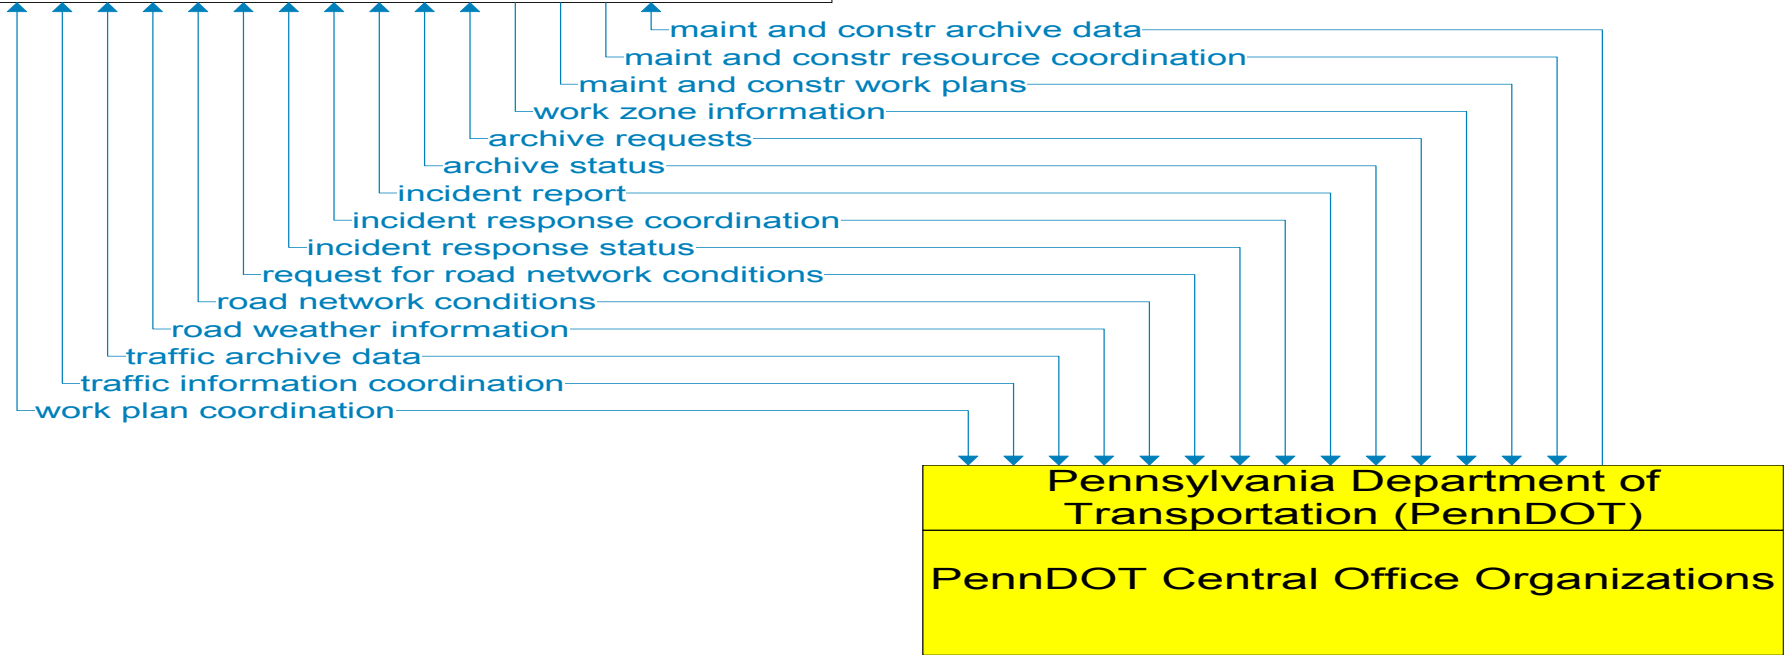 maint and constr archive data
maint and constr resource coordination
maint and constr work plans
work zone information
archive requests
archive status
incident report
incident response coordination
incident response status
request for road network conditions
road network conditions
road weather information
traffic archive data
traffic information coordination
work plan coordination
Pennsylvania Department of
Transportation (PennDOT)
PennDOT Central Office Organizations